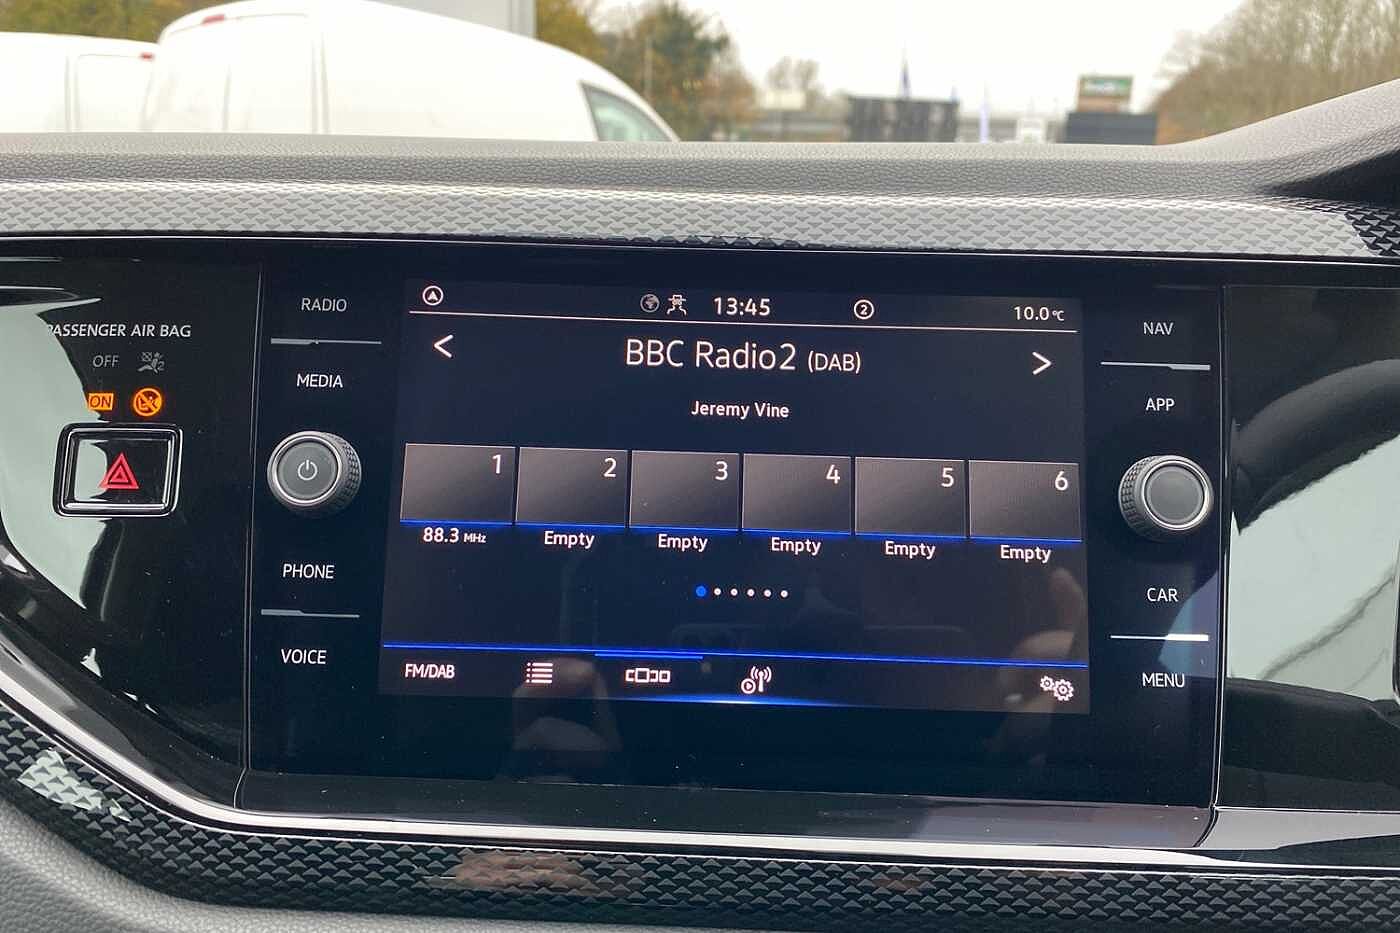 PASSENGER AIR BAG
OFF
2
ON
RADIO
MEDIA
PHONE
VOICE
13:45
2
10.0°C
< BBC Radio2 (DAB) >
Jeremy Vine
1 2 3 4 5 6
88.3 MHz Empty Empty Empty Empty Empty
FM/DAB
NAV
APP
CAR
MENU